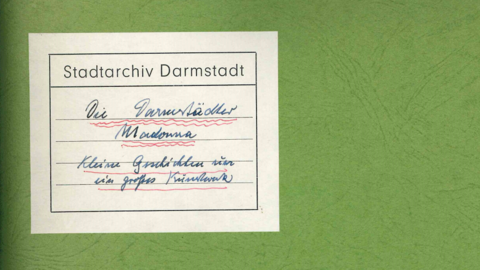 Stadtarchiv Darmstadt
Die Darmstädter
Madonna
Kleine Geschichten um
ein großes Kunstwerk